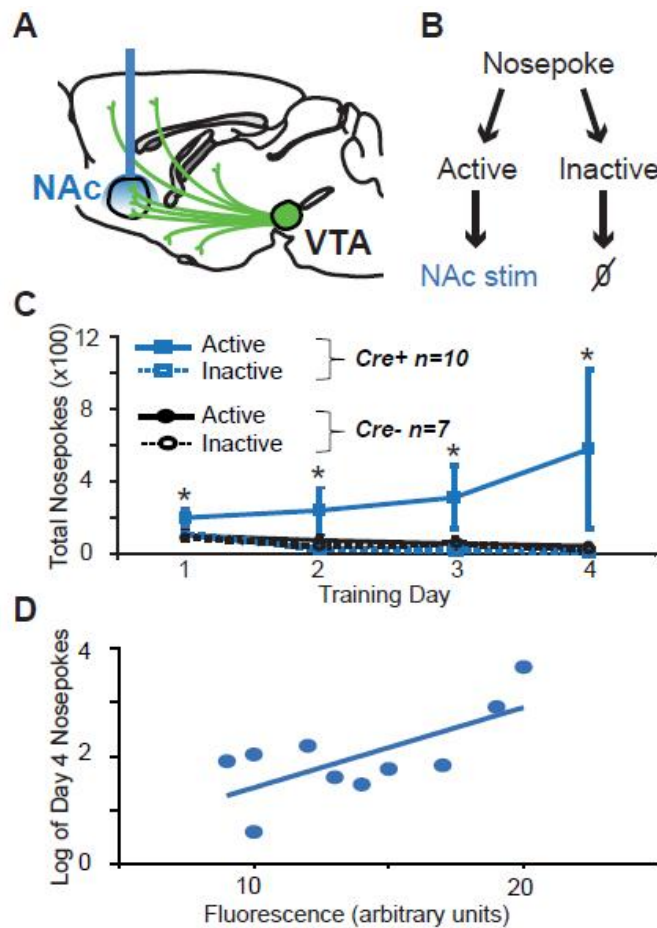 A
NAc
VTA
B
Nosepoke
Active Inactive
NAc stim 0
C
Total Nosepokes (x100)
12
8
4
0
Active
Inactive
Cre+ n=10
Active
Inactive
Cre- n=7
* * * *
1 2 3 4
Training Day
D
Log of Day 4 Nosepokes
4
2
0
10 20
Fluorescence (arbitrary units)